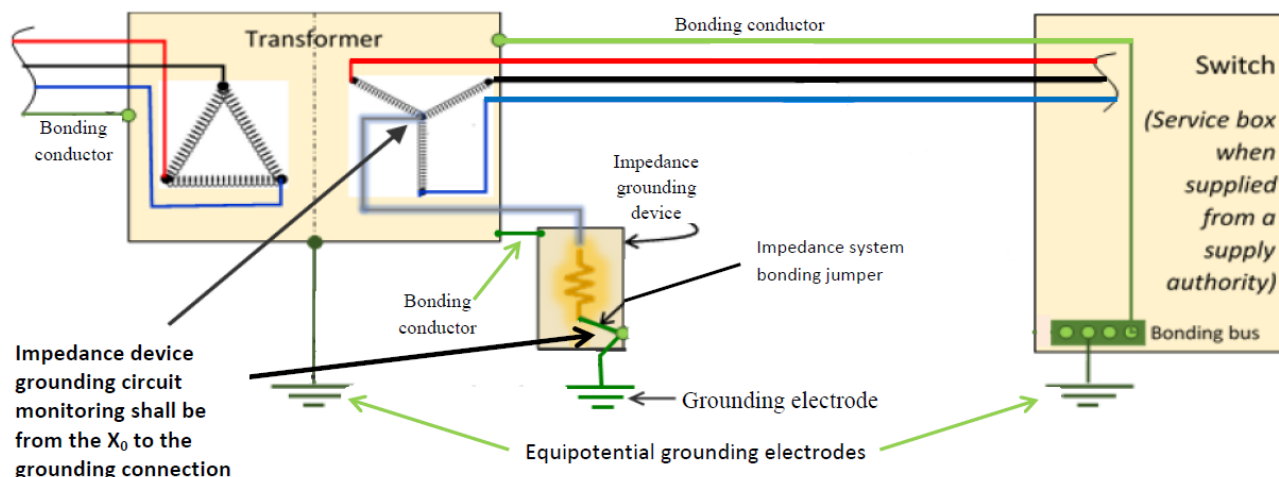 Transformer
Bonding conductor
Switch
(Service box
when
supplied
from a
supply
authority)
Bonding
conductor
Impedance
grounding
device
Impedance system
bonding jumper
Bonding
conductor
Bonding bus
Impedance device
grounding circuit
monitoring shall be
from the X₀ to the
grounding connection
Grounding electrode
Equipotential grounding electrodes